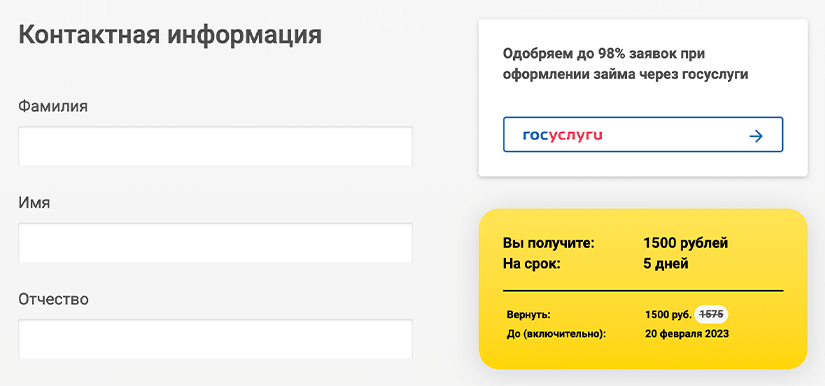 Контактная информация
Фамилия
Имя
Отчество
Одобряем до 98% заявок при
оформлении займа через госуслуги
госуслуги
Вы получите: 1500 рублей
На срок: 5 дней
Вернуть: 1500 руб. 1575
До (включительно): 20 февраля 2023